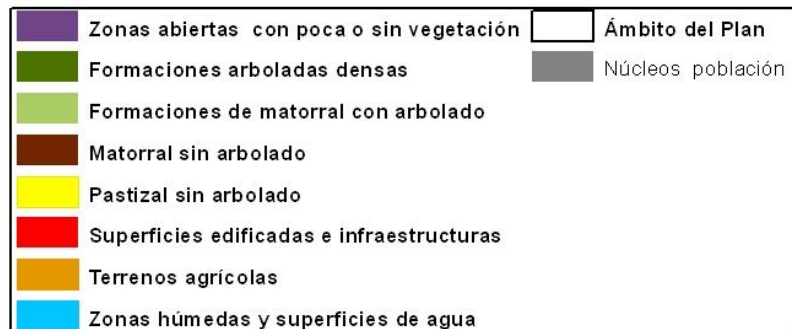 Zonas abiertas con poca o sin vegetación
Formaciones arboladas densas
Formaciones de matorral con arbolado
Matorral sin arbolado
Pastizal sin arbolado
Superficies edificadas e infraestructuras
Terrenos agrícolas
Zonas húmedas y superficies de agua
Ámbito del Plan
Núcleos población